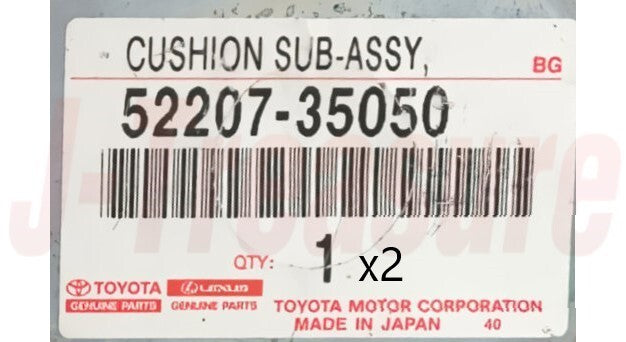 CUSHION SUB-ASSY,
BG
52207-35050
J-Treasure
QTY: 1 x2
TOYOTA LEXUS
GENUINE PARTS GENUINE PARTS
TOYOTA MOTOR CORPORATION
MADE IN JAPAN 40